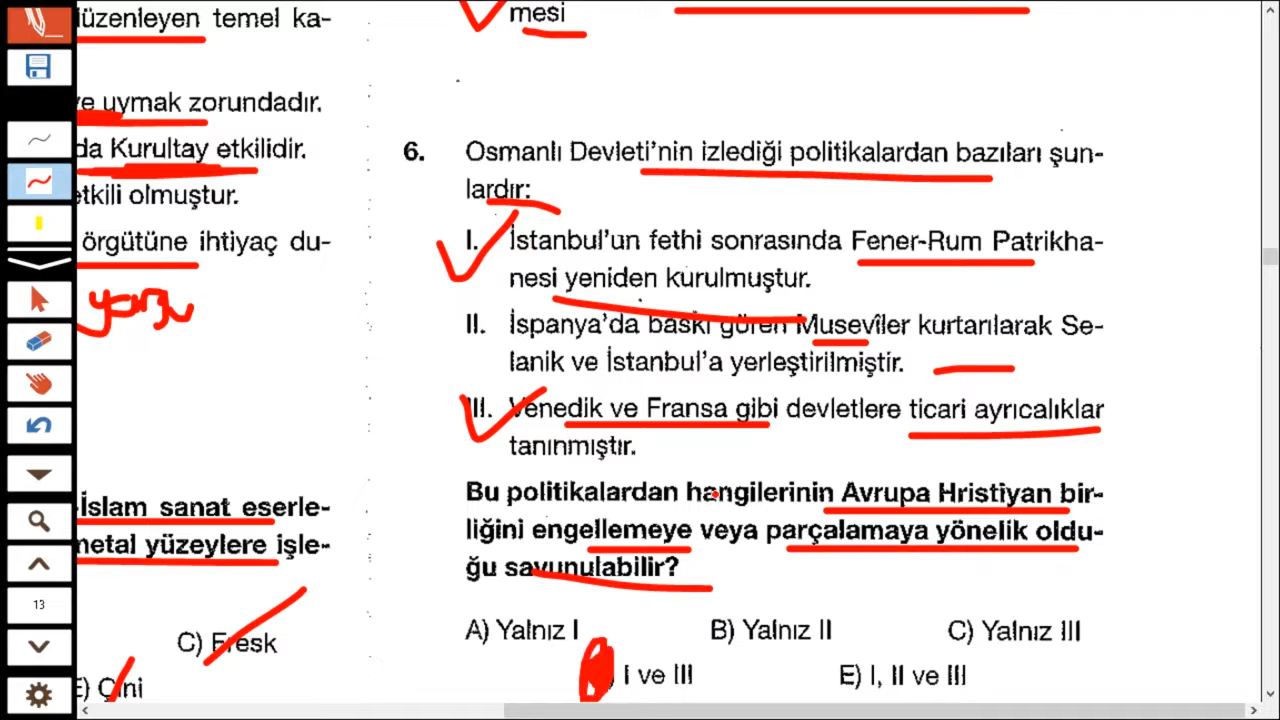 lüzenleyen temel ka-
ve uymak zorundadır.
da Kurultay etkilidir.
etkili olmuştur.
örgütüne ihtiyaç du-
yargı
İslam sanat eserle-
metal yüzeylere işle-
C) Fresk
E) Çini
13
mesi
6. Osmanlı Devleti'nin izlediği politikalardan bazıları şun-
lardır:
I. İstanbul'un fethi sonrasında Fener-Rum Patrikha-
nesi yeniden kurulmuştur.
II. İspanya'da baskı gören Musevîler kurtarılarak Se-
lanik ve İstanbul'a yerleştirilmiştir.
III. Venedik ve Fransa gibi devletlere ticari ayrıcalıklar
tanınmıştır.
Bu politikalardan hangilerinin Avrupa Hristiyan bir-
liğini engellemeye veya parçalamaya yönelik oldu-
ğu savunulabilir?
A) Yalnız I B) Yalnız II C) Yalnız III
) I ve III E) I, II ve III